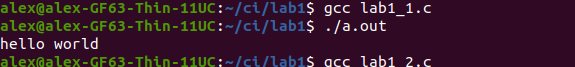 alex@alex-GF63-Thin-11UC:~/ci/lab1$ gcc lab1_1.c
alex@alex-GF63-Thin-11UC:~/ci/lab1$ ./a.out
hello world
alex@alex-GF63-Thin-11UC:~/ci/lab1$ gcc lab1_2.c